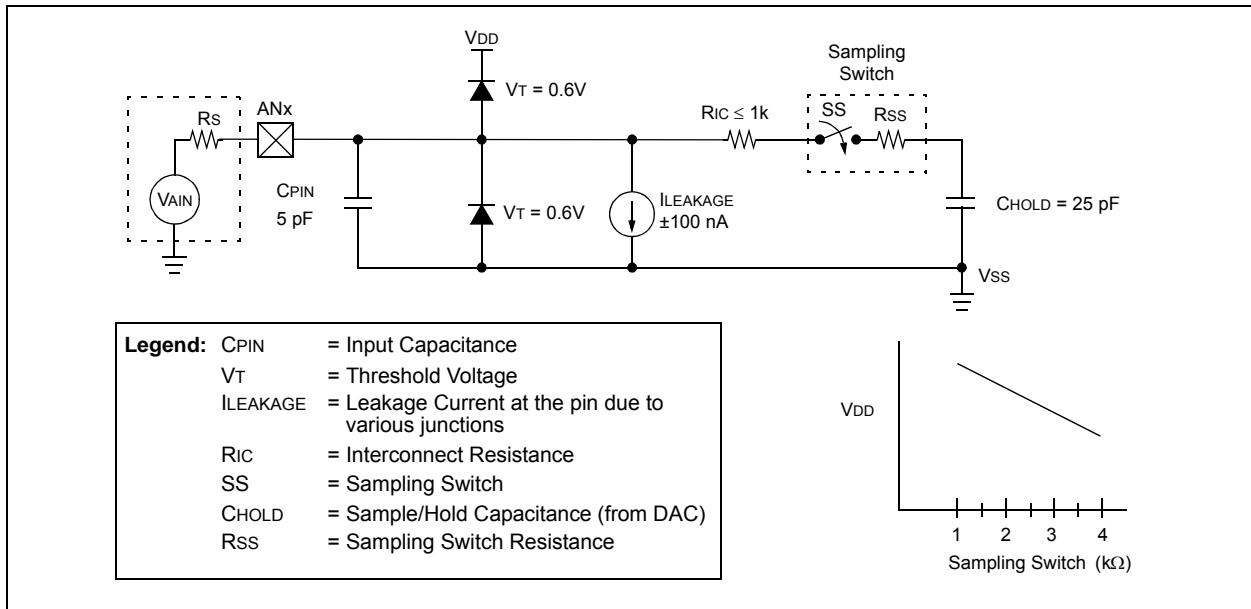 VDD
Sampling
Switch
VT = 0.6V
RS
ANx
RIC ≤ 1k
SS
RSS
VAIN
CPIN
5 pF
VT = 0.6V
ILEAKAGE
±100 nA
CHOLD = 25 pF
VSS
Legend: CPIN = Input Capacitance
VT = Threshold Voltage
ILEAKAGE = Leakage Current at the pin due to
various junctions
RIC = Interconnect Resistance
SS = Sampling Switch
CHOLD = Sample/Hold Capacitance (from DAC)
RSS = Sampling Switch Resistance
VDD
1 2 3 4
Sampling Switch (kΩ)